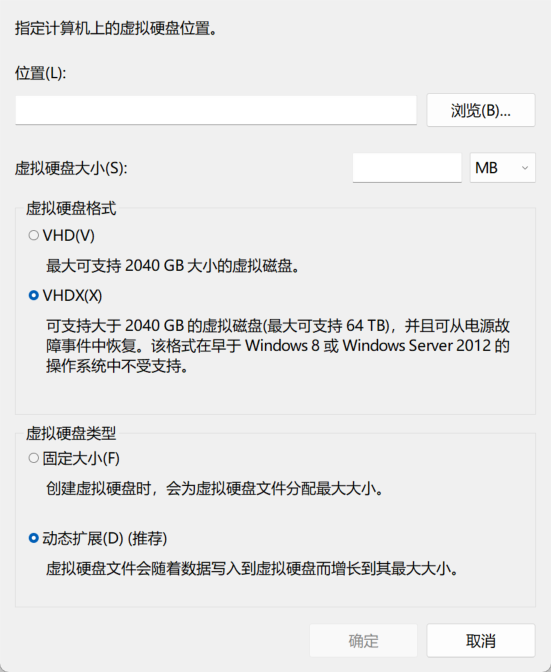 指定计算机上的虚拟硬盘位置。
位置(L):
浏览(B)...
虚拟硬盘大小(S):
MB
虚拟硬盘格式
VHD(V)
最大可支持 2040 GB 大小的虚拟磁盘。
VHDX(X)
可支持大于 2040 GB 的虚拟磁盘(最大可支持 64 TB)，并且可从电源故
障事件中恢复。该格式在早于 Windows 8 或 Windows Server 2012 的
操作系统中不受支持。
虚拟硬盘类型
固定大小(F)
创建虚拟硬盘时，会为虚拟硬盘文件分配最大大小。
动态扩展(D) (推荐)
虚拟硬盘文件会随着数据写入到虚拟硬盘而增长到其最大大小。
确定
取消